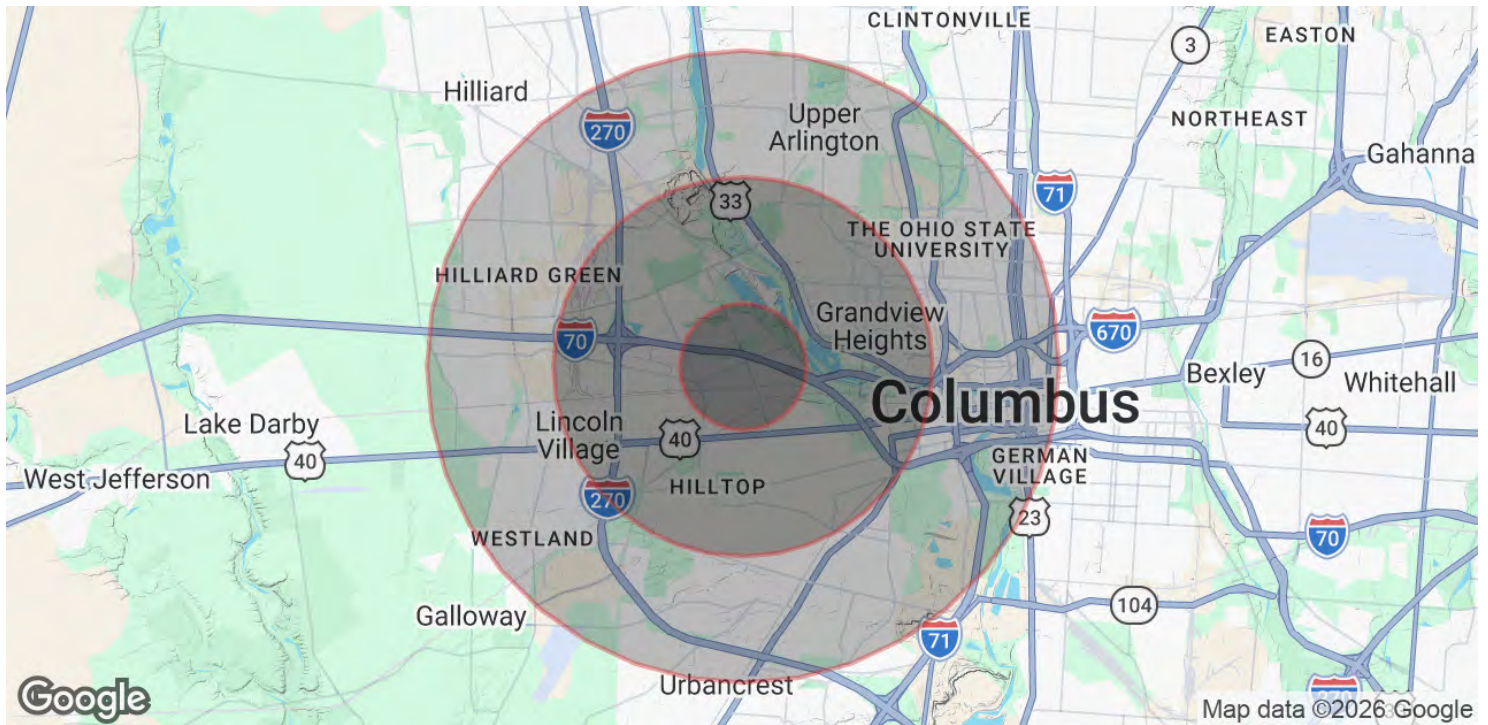 CLINTONVILLE
3
EASTON
Hilliard
270
Upper
Arlington
NORTHEAST
Gahanna
33
71
THE OHIO STATE
UNIVERSITY
HILLIARD GREEN
70
Grandview
Heights
670
16
Bexley
Whitehall
Columbus
Lake Darby
40
Lincoln
Village
40
40
West Jefferson
HILLTOP
GERMAN
VILLAGE
270
23
WESTLAND
70
Galloway
104
71
Urbancrest
Google
270
Map data ©2026 Google